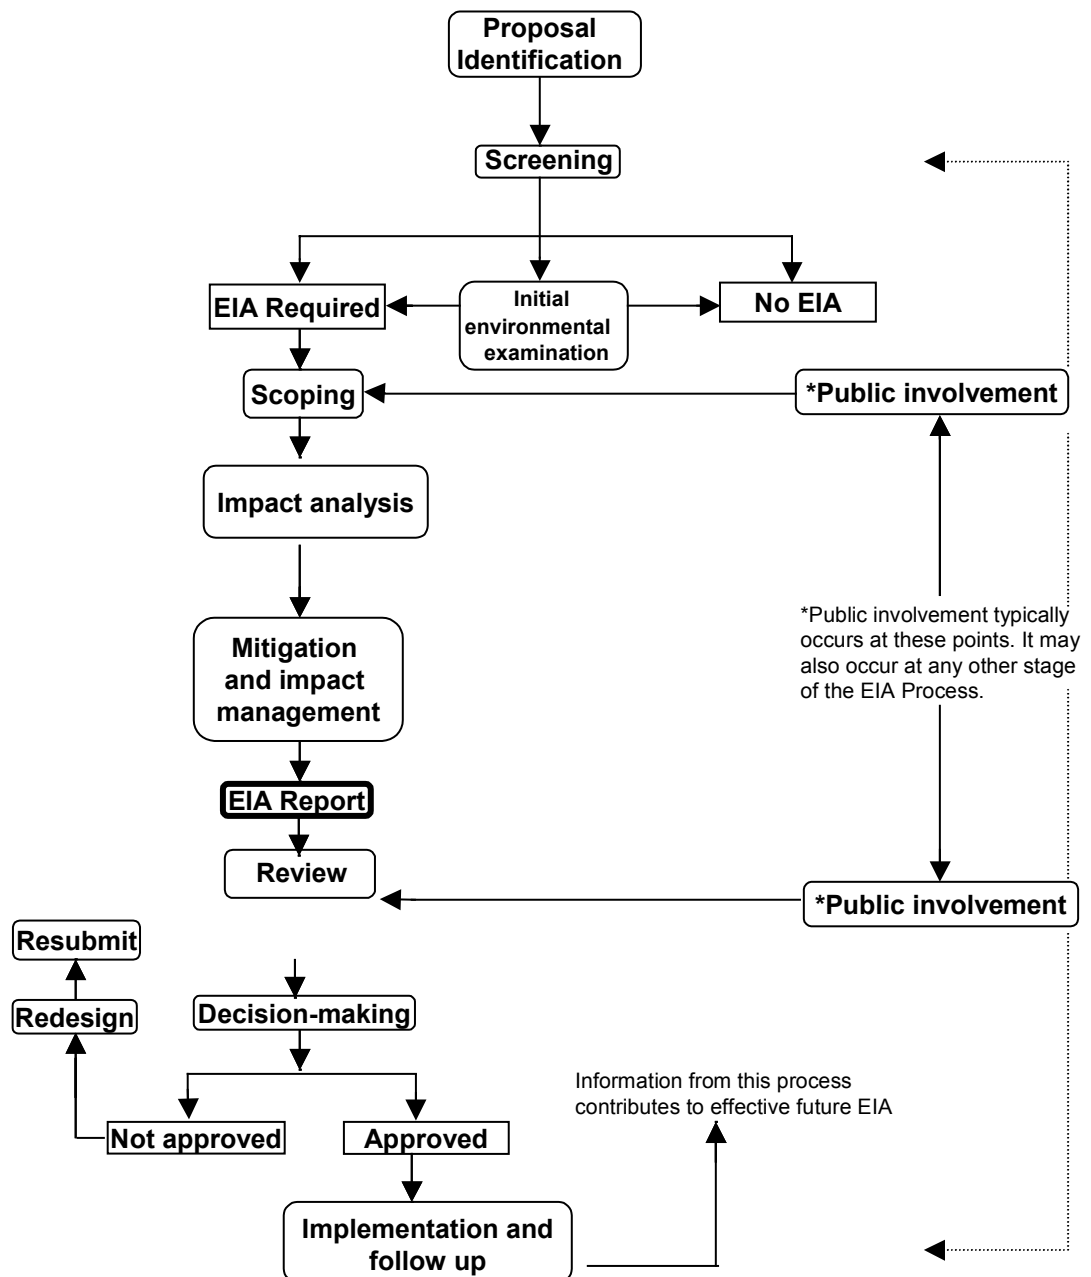 Proposal
Identification
Screening
EIA Required
Initial
environmental
examination
No EIA
Scoping
*Public involvement
Impact analysis
*Public involvement typically
occurs at these points. It may
also occur at any other stage
of the EIA Process.
Mitigation
and impact
management
EIA Report
Review
*Public involvement
Resubmit
Redesign
Decision-making
Information from this process
contributes to effective future EIA
Not approved
Approved
Implementation and
follow up